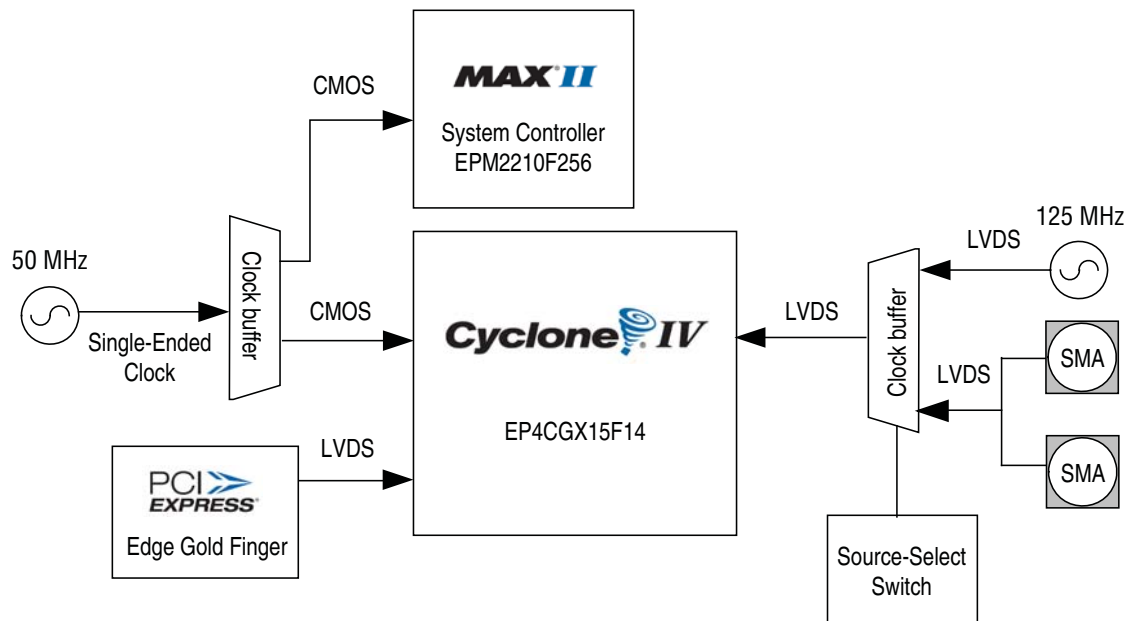 MAX II
CMOS
System Controller
EPM2210F256
125 MHz
LVDS
50 MHz
Clock buffer
CMOS
Cyclone IV
LVDS
Clock buffer
Single-Ended
Clock
SMA
LVDS
EP4CGX15F14
LVDS
SMA
PCI
EXPRESS
Edge Gold Finger
Source-Select
Switch